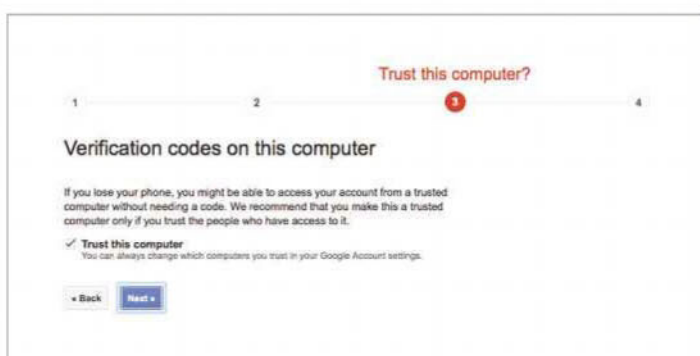 Trust this computer?
1 2 3 4
Verification codes on this computer
If you lose your phone, you might be able to access your account from a trusted
computer without needing a code. We recommend that you make this a trusted
computer only if you trust the people who have access to it.
Trust this computer
You can always change which computers you trust in your Google Account settings.
« Back Next »